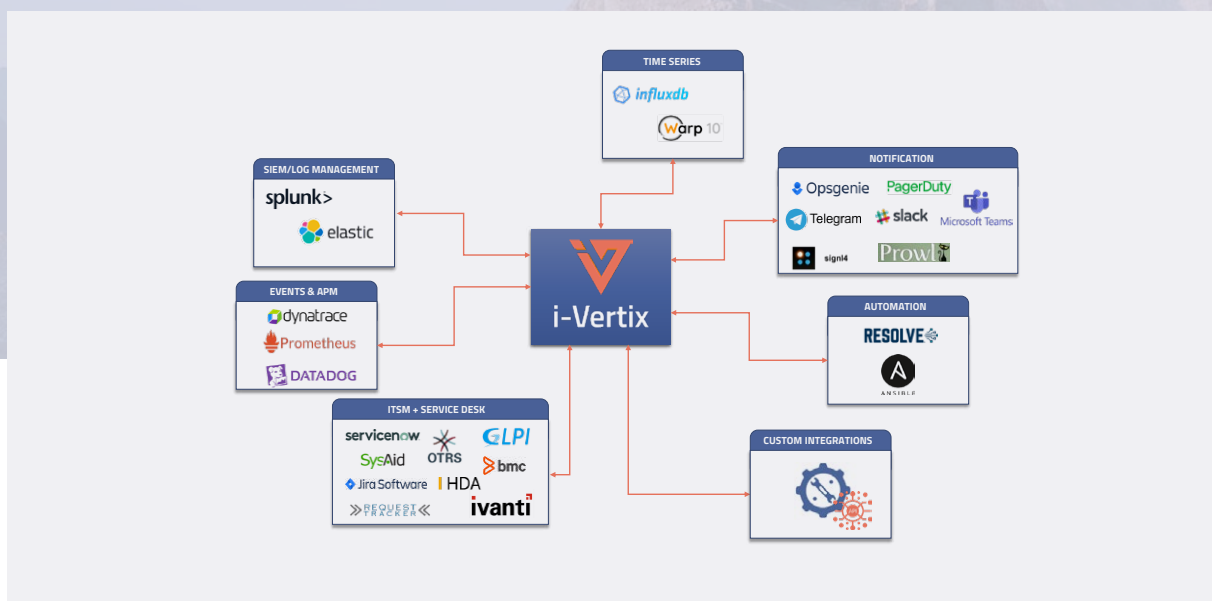 TIME SERIES
influxdb
Warp 10
SIEM/LOG MANAGEMENT
splunk>
elastic
NOTIFICATION
Opsgenie
PagerDuty
Telegram
slack
Microsoft Teams
signl4
Prowl
i-Vertix
EVENTS & APM
dynatrace
Prometheus
DATADOG
AUTOMATION
RESOLVE
A
ANSIBLE
ITSM + SERVICE DESK
servicenow
OTRS
GLPI
SysAid
bmc
Jira Software
HDA
REQUEST
TRACKER
ivanti
CUSTOM INTEGRATIONS